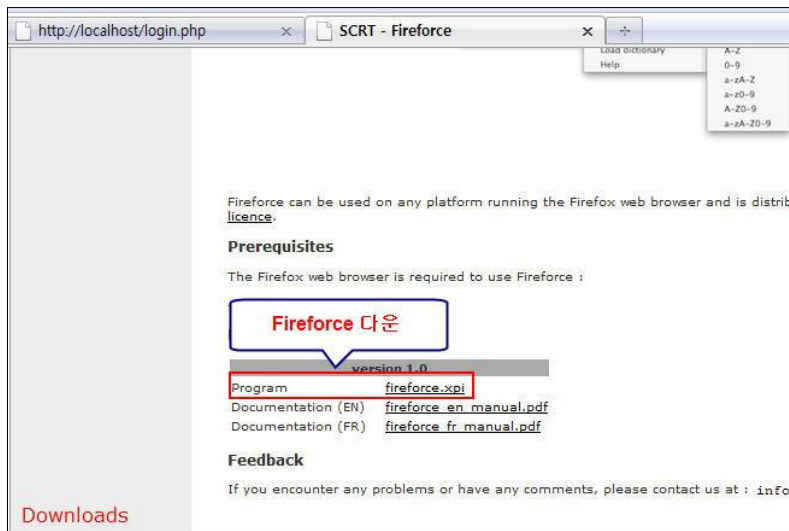 http://localhost/login.php
SCRT - Fireforce
Load dictionary
Help
A-Z
0-9
a-zA-Z
a-z0-9
A-Z0-9
a-zA-Z0-9
Fireforce can be used on any platform running the Firefox web browser and is distrib
licence.
Prerequisites
The Firefox web browser is required to use Fireforce :
Fireforce 다운
version 1.0
Program fireforce.xpi
Documentation (EN) fireforce_en_manual.pdf
Documentation (FR) fireforce_fr_manual.pdf
Feedback
If you encounter any problems or have any comments, please contact us at : info
Downloads